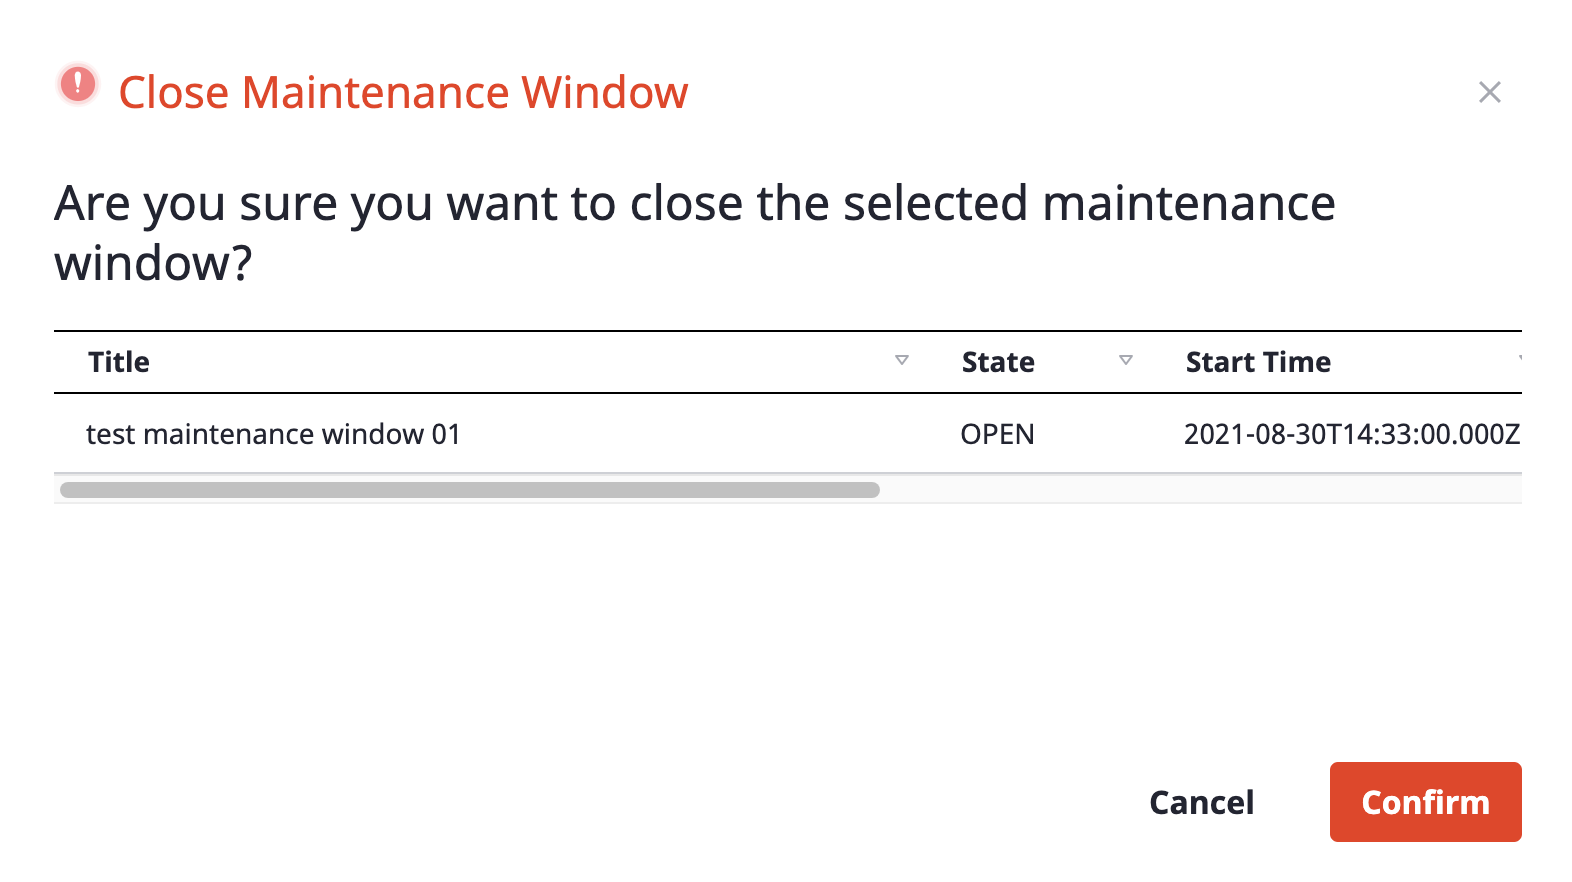 Close Maintenance Window
Are you sure you want to close the selected maintenance
window?
Title State Start Time
test maintenance window 01 OPEN 2021-08-30T14:33:00.000Z
Cancel Confirm